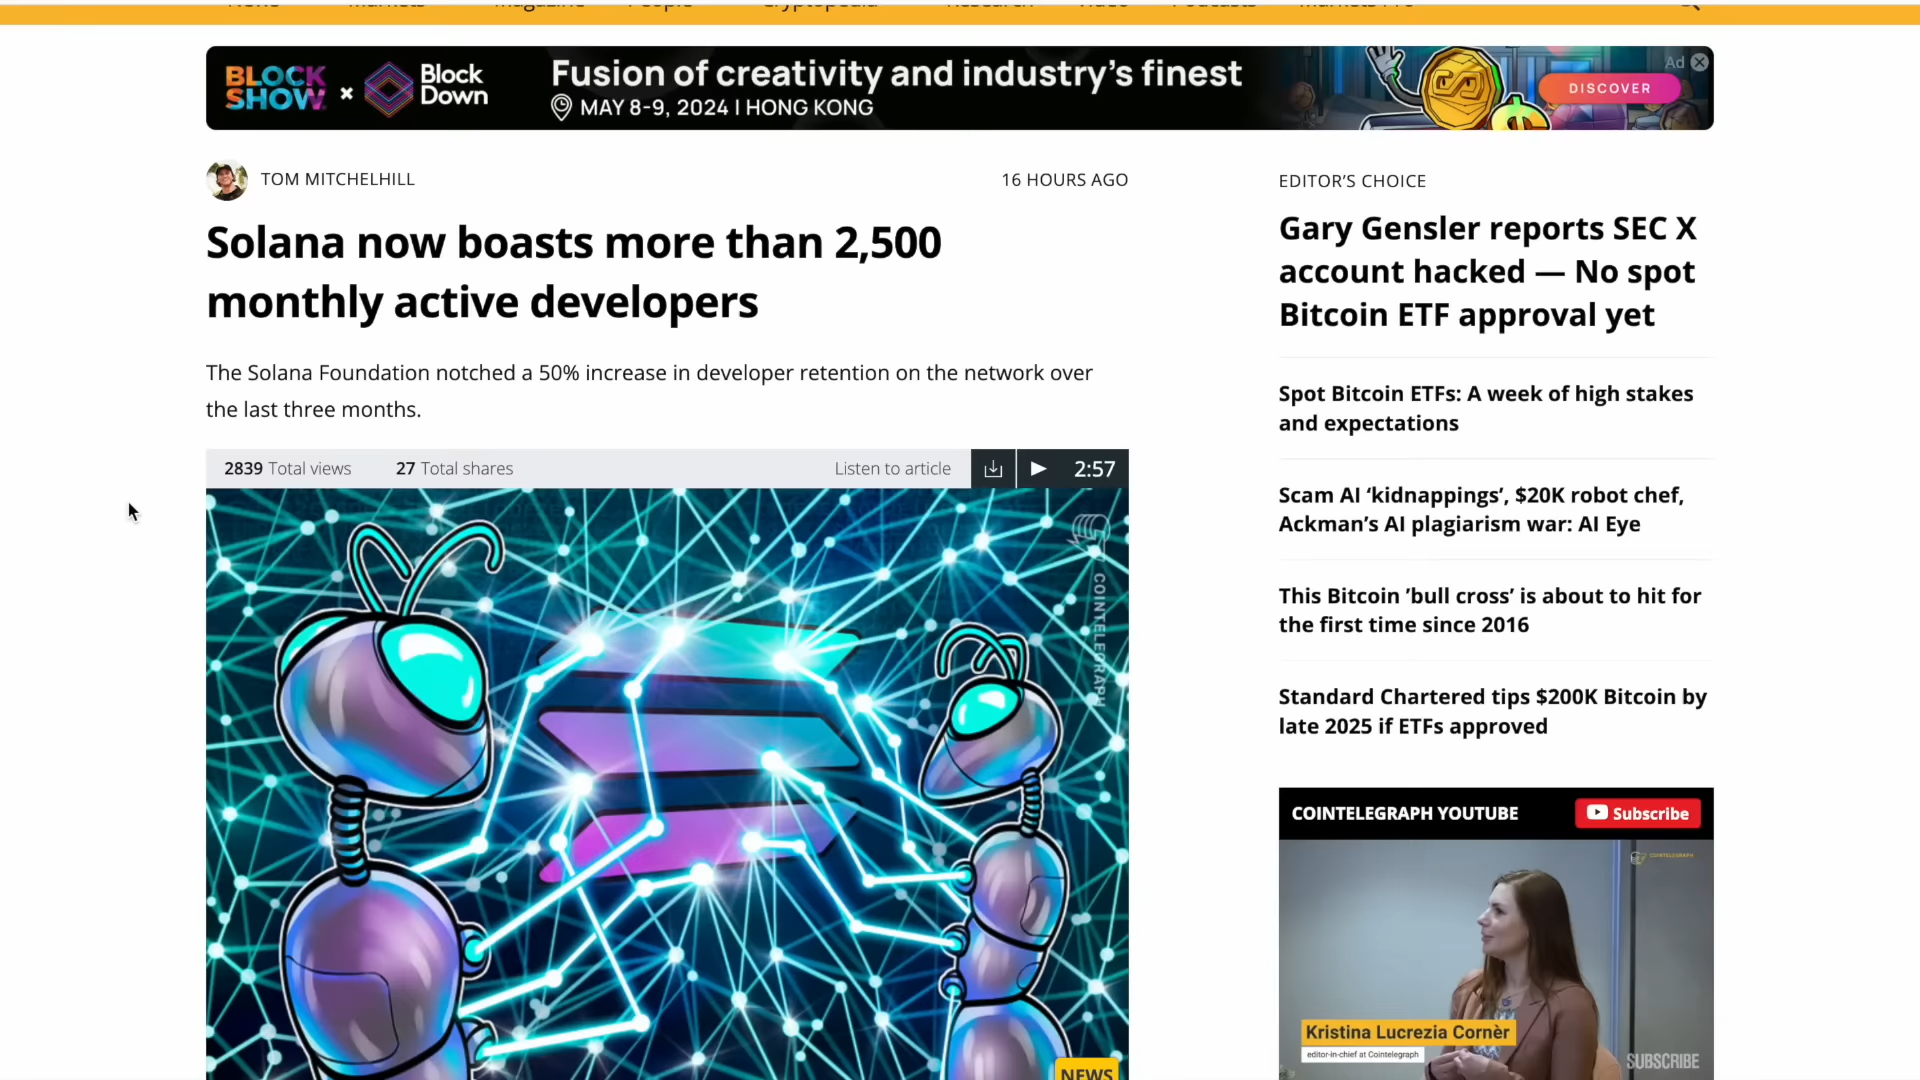 BLOCK
SHOW
×
Block
Down
Fusion of creativity and industry's finest
MAY 8-9, 2024 | HONG KONG
Ad
DISCOVER
TOM MITCHELHILL
16 HOURS AGO
Solana now boasts more than 2,500
monthly active developers
The Solana Foundation notched a 50% increase in developer retention on the network over
the last three months.
2839 Total views
27 Total shares
Listen to article
2:57
COINTELEGRAPH
NEWS
EDITOR'S CHOICE
Gary Gensler reports SEC X
account hacked — No spot
Bitcoin ETF approval yet
Spot Bitcoin ETFs: A week of high stakes
and expectations
Scam AI ‘kidnappings’, $20K robot chef,
Ackman’s AI plagiarism war: AI Eye
This Bitcoin ’bull cross’ is about to hit for
the first time since 2016
Standard Chartered tips $200K Bitcoin by
late 2025 if ETFs approved
COINTELEGRAPH YOUTUBE
Subscribe
COINTELEGRAPH
Kristina Lucrezia Cornèr
editor-in-chief at Cointelegraph
SUBSCRIBE